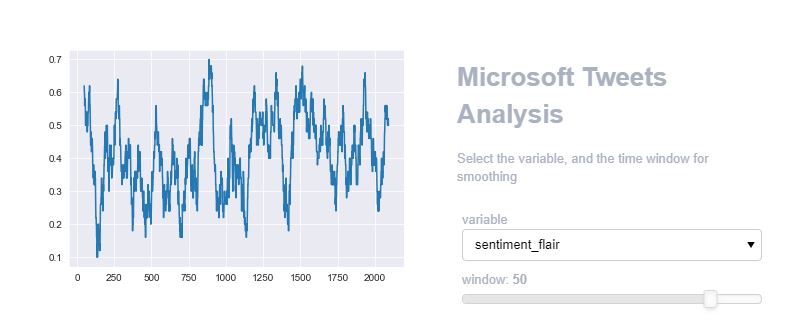 0.7
0.6
0.5
0.4
0.3
0.2
0.1
0 250 500 750 1000 1250 1500 1750 2000
Microsoft Tweets
Analysis
Select the variable, and the time window for
smoothing
variable
sentiment_flair
window: 50